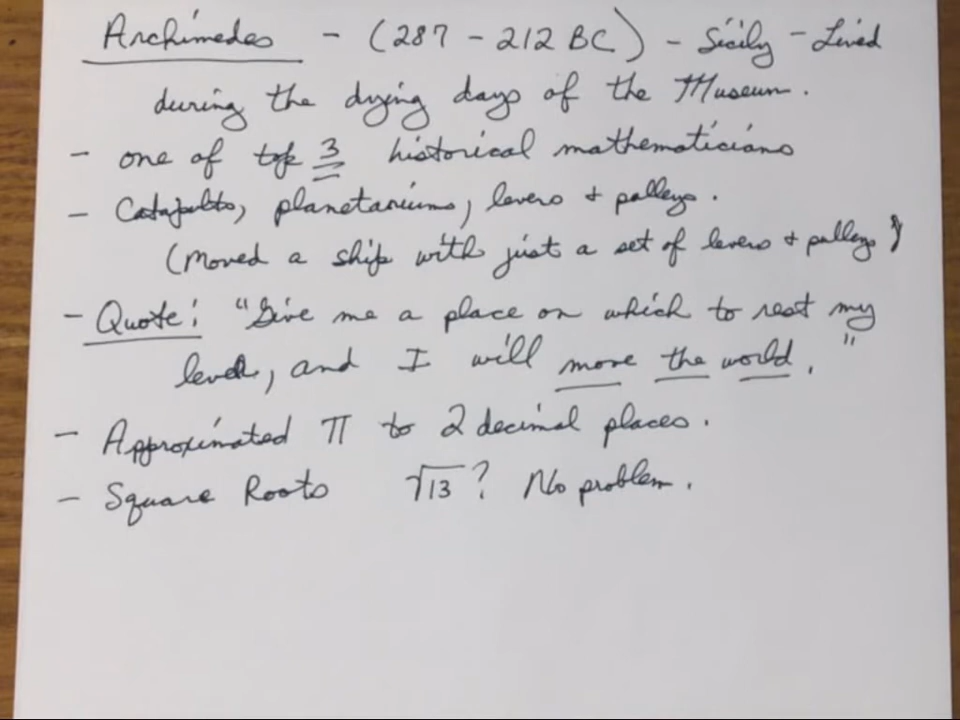 Archimedes - (287 - 212 BC) - Sicily - Lived
during the dying days of the Museum.
- one of top 3 historical mathematicians
- Catapults, planetariums, levers + pulleys.
(Moved a ship with just a set of levers + pulleys)
- Quote: "Give me a place on which to rest my
lever, and I will move the world."
- Approximated π to 2 decimal places.
- Square Roots √13? No problem.